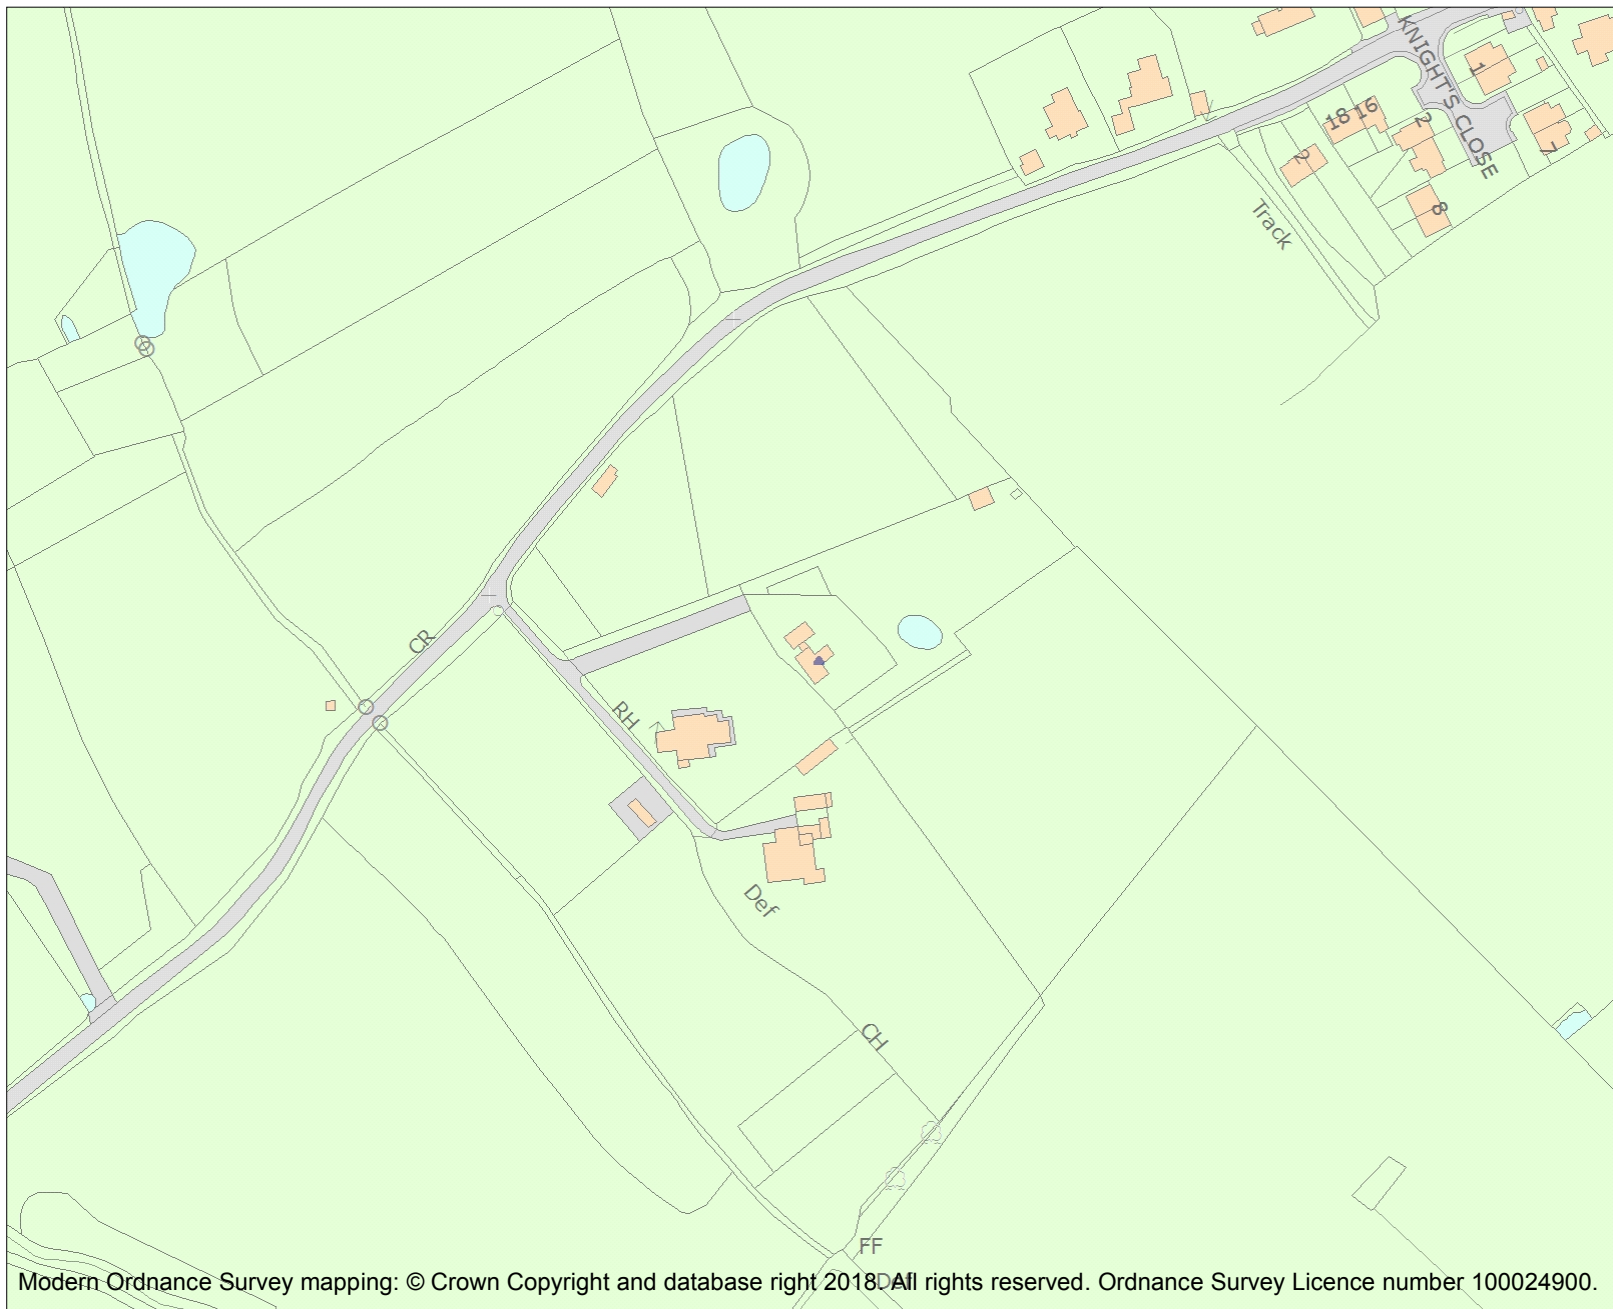 KNIGHT'S CLOSE
1
18
16
2
2
7
8
Track
CR
RH
Def
CH
FF
Def
Modern Ordnance Survey mapping: © Crown Copyright and database right 2018. All rights reserved. Ordnance Survey Licence number 100024900.